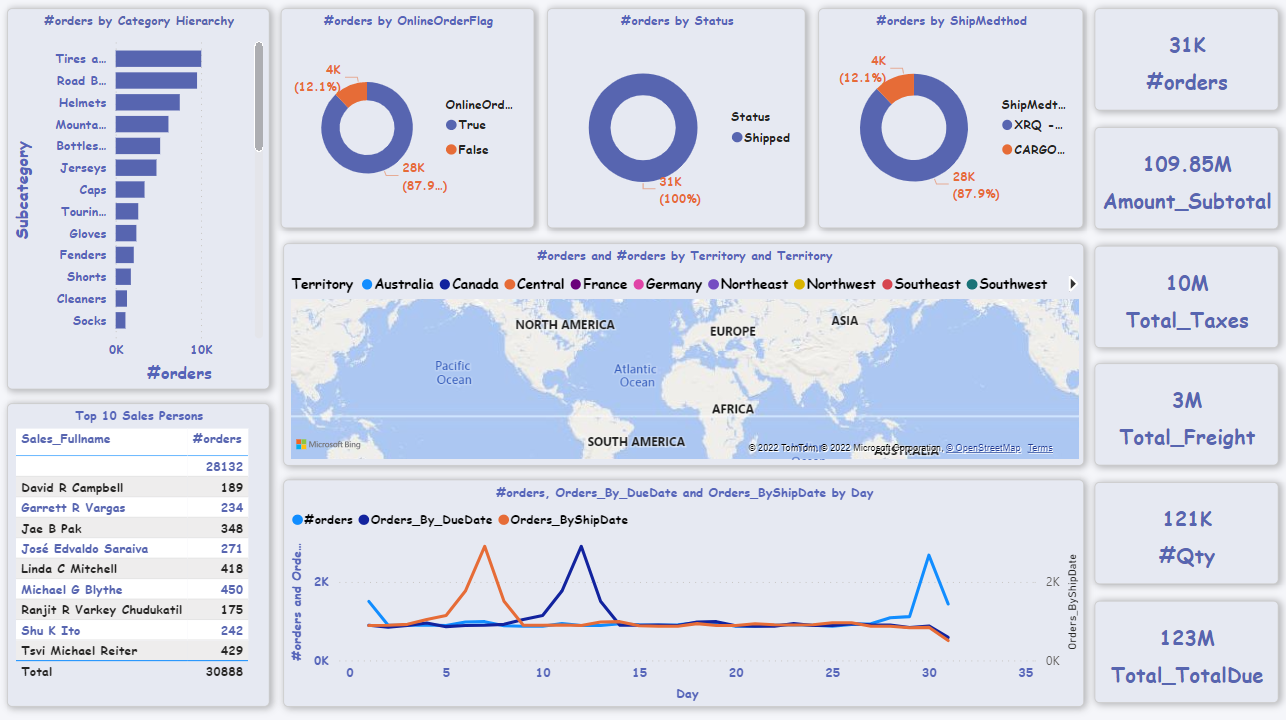 #orders by Category Hierarchy
Subcategory
Tires a...
Road B...
Helmets
Mounta...
Bottles...
Jerseys
Caps
Tourin...
Gloves
Fenders
Shorts
Cleaners
Socks
0K 10K
#orders
#orders by OnlineOrderFlag
4K
(12.1%)
28K
(87.9...)
OnlineOrd...
True
False
#orders by Status
31K
(100%)
Status
Shipped
#orders by ShipMedthod
4K
(12.1%)
28K
(87.9%)
ShipMedt...
XRQ -...
CARGO...
31K
#orders
109.85M
Amount_Subtotal
10M
Total_Taxes
3M
Total_Freight
121K
#Qty
123M
Total_TotalDue
#orders and #orders by Territory and Territory
Territory Australia Canada Central France Germany Northeast Northwest Southeast Southwest
NORTH AMERICA
EUROPE
ASIA
Pacific
Ocean
Atlantic
Ocean
AFRICA
SOUTH AMERICA
AUSTRALIA
Microsoft Bing
© 2022 TomTom, © 2022 Microsoft Corporation, © OpenStreetMap Terms
Top 10 Sales Persons
Sales_Fullname #orders
28132
David R Campbell 189
Garrett R Vargas 234
Jae B Pak 348
José Edvaldo Saraiva 271
Linda C Mitchell 418
Michael G Blythe 450
Ranjit R Varkey Chudukatil 175
Shu K Ito 242
Tsvi Michael Reiter 429
Total 30888
#orders, Orders_By_DueDate and Orders_ByShipDate by Day
#orders Orders_By_DueDate Orders_ByShipDate
#orders and Orde...
2K
0K
2K
0K
Orders_ByShipDate
0 5 10 15 20 25 30 35
Day